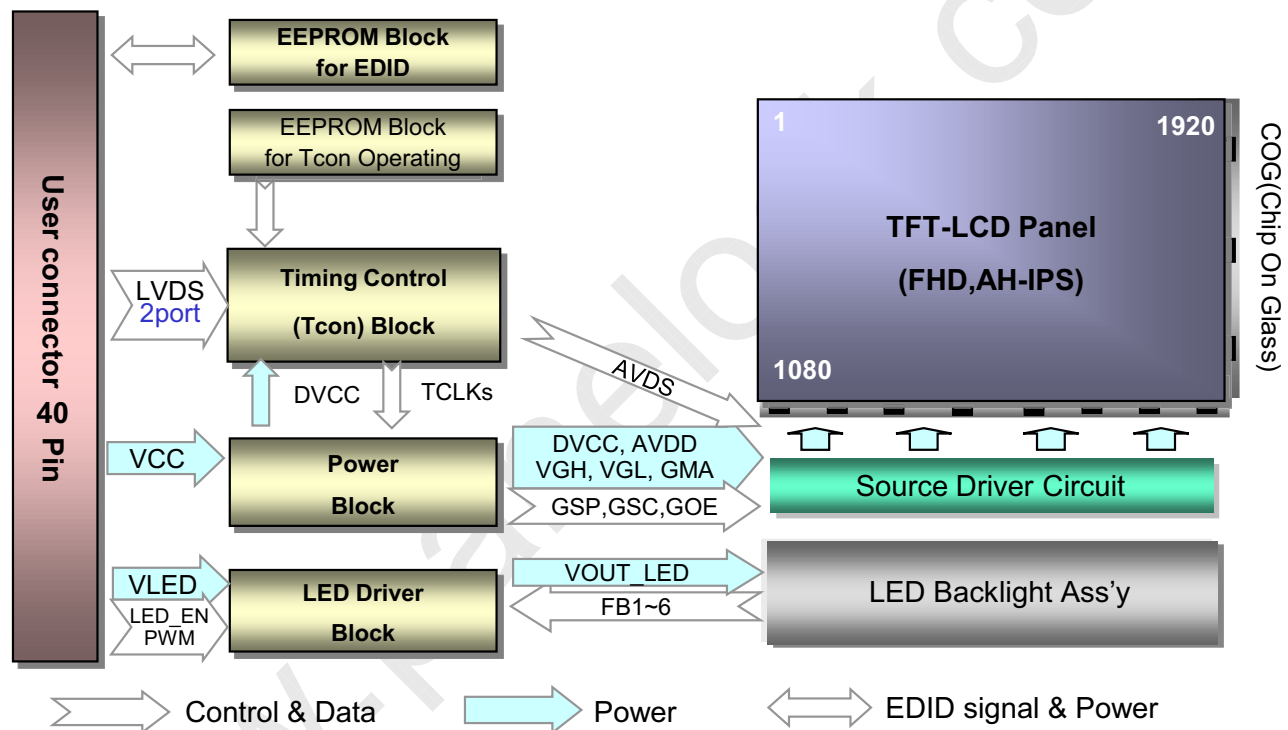 User connector 40 Pin
EEPROM Block
for EDID
EEPROM Block
for Tcon Operating
LVDS
2port
Timing Control
(Tcon) Block
DVCC
TCLKs
AVDS
VCC
Power
Block
DVCC, AVDD
VGH, VGL, GMA
GSP,GSC,GOE
VLED
LED_EN
PWM
LED Driver
Block
VOUT_LED
FB1~6
1
1920
TFT-LCD Panel
(FHD,AH-IPS)
1080
COG(Chip On Glass)
Source Driver Circuit
LED Backlight Ass'y
Control & Data
Power
EDID signal & Power